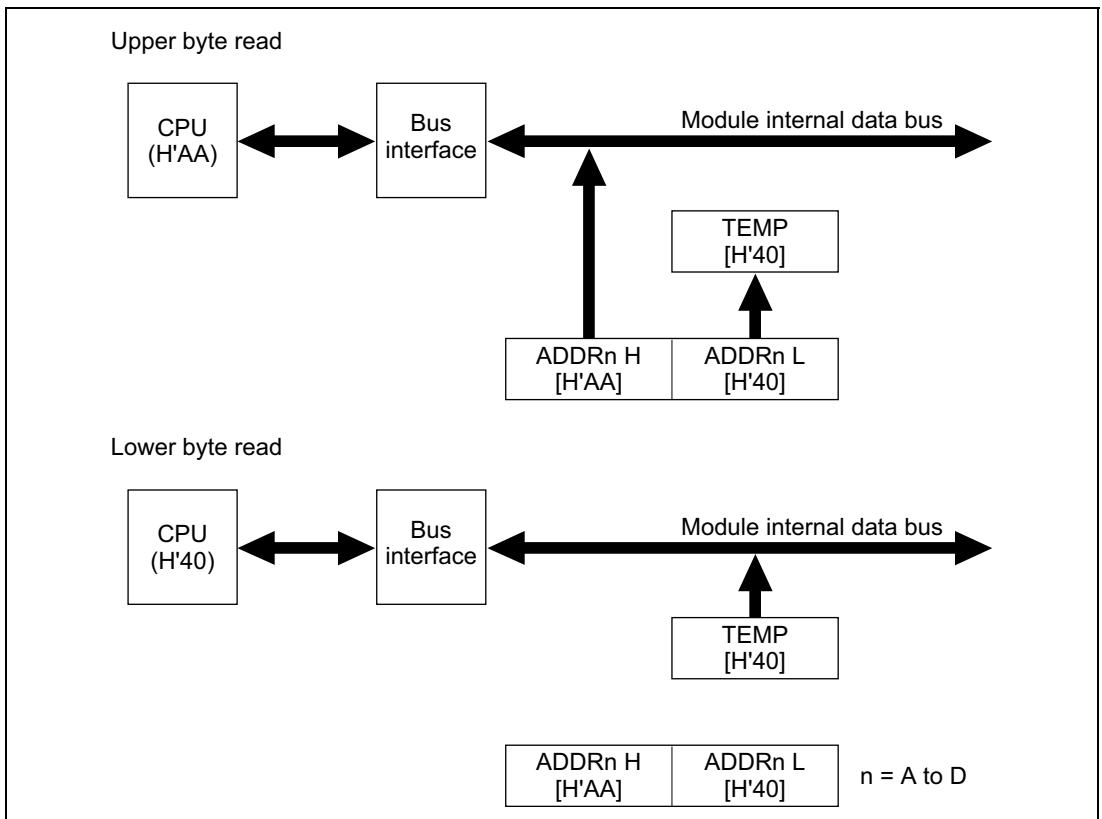 Upper byte read
CPU
(H'AA)
Bus
interface
Module internal data bus
TEMP
[H'40]
ADDRn H
[H'AA]
ADDRn L
[H'40]
Lower byte read
CPU
(H'40)
Bus
interface
Module internal data bus
TEMP
[H'40]
ADDRn H
[H'AA]
ADDRn L
[H'40]
n = A to D